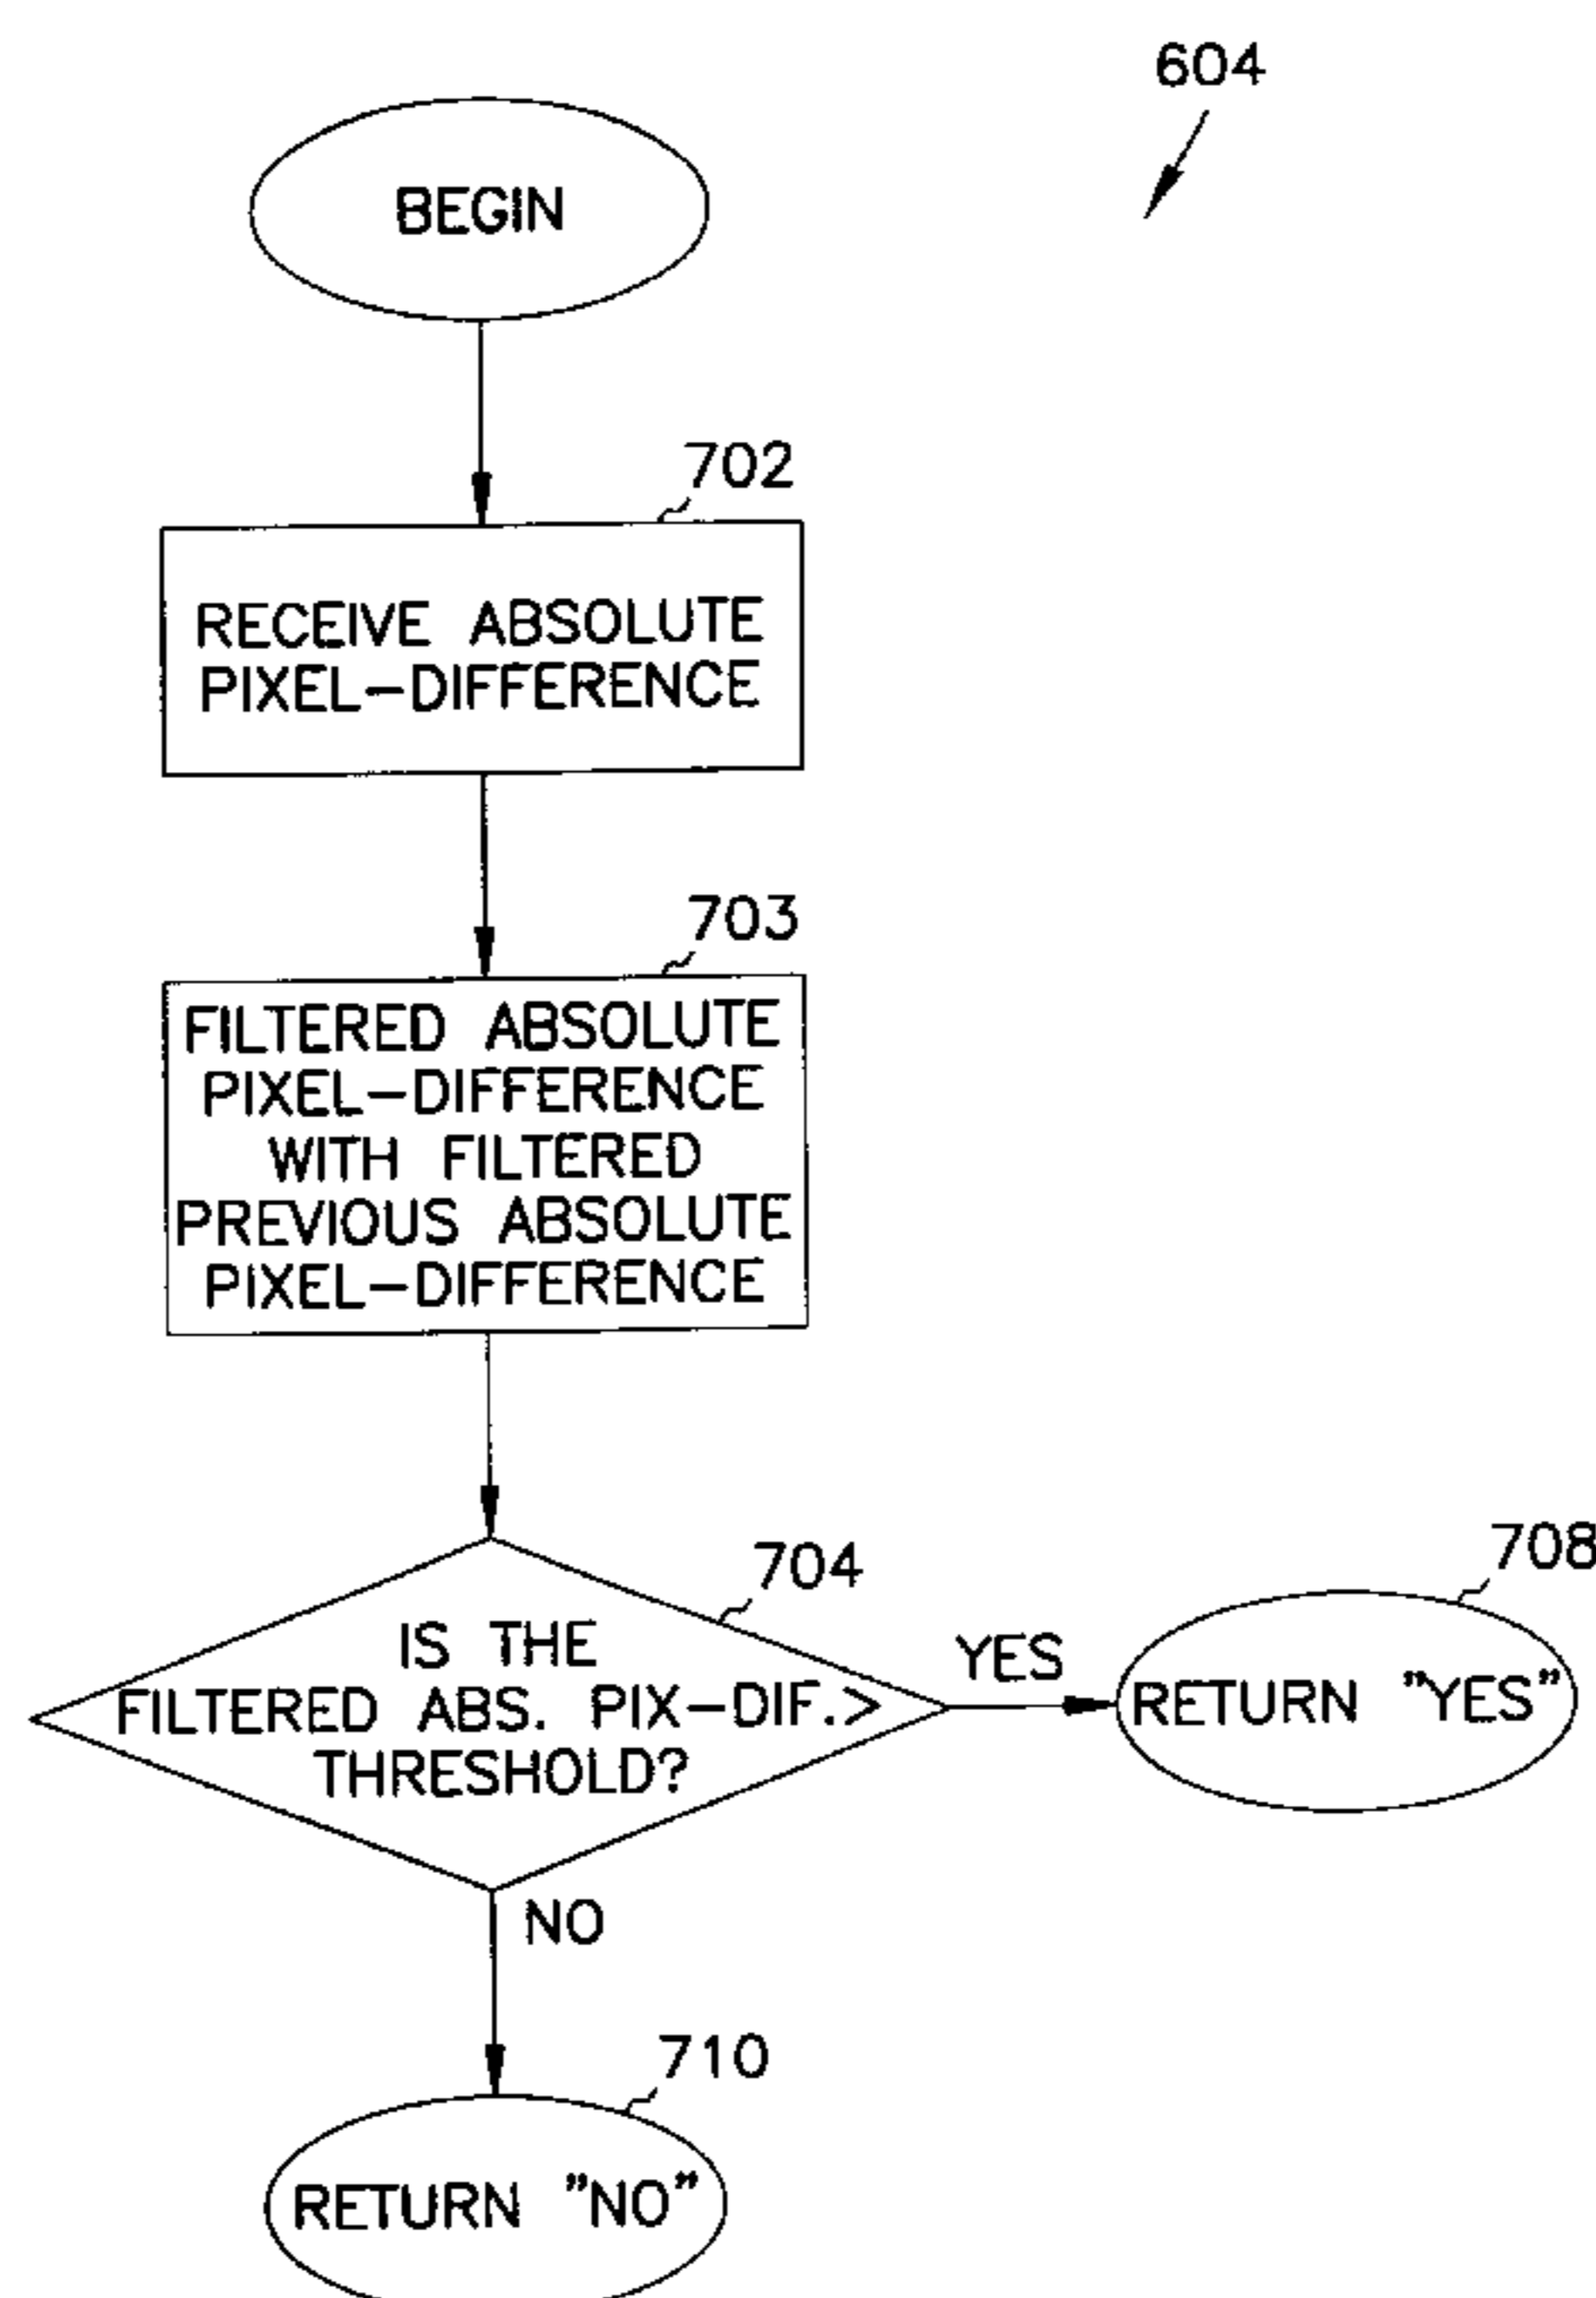 604
BEGIN
702
RECEIVE ABSOLUTE
PIXEL-DIFFERENCE
703
FILTERED ABSOLUTE
PIXEL-DIFFERENCE
WITH FILTERED
PREVIOUS ABSOLUTE
PIXEL-DIFFERENCE
704
IS THE
FILTERED ABS. PIX-DIF.>
THRESHOLD?
YES
708
RETURN "YES"
NO
710
RETURN "NO"